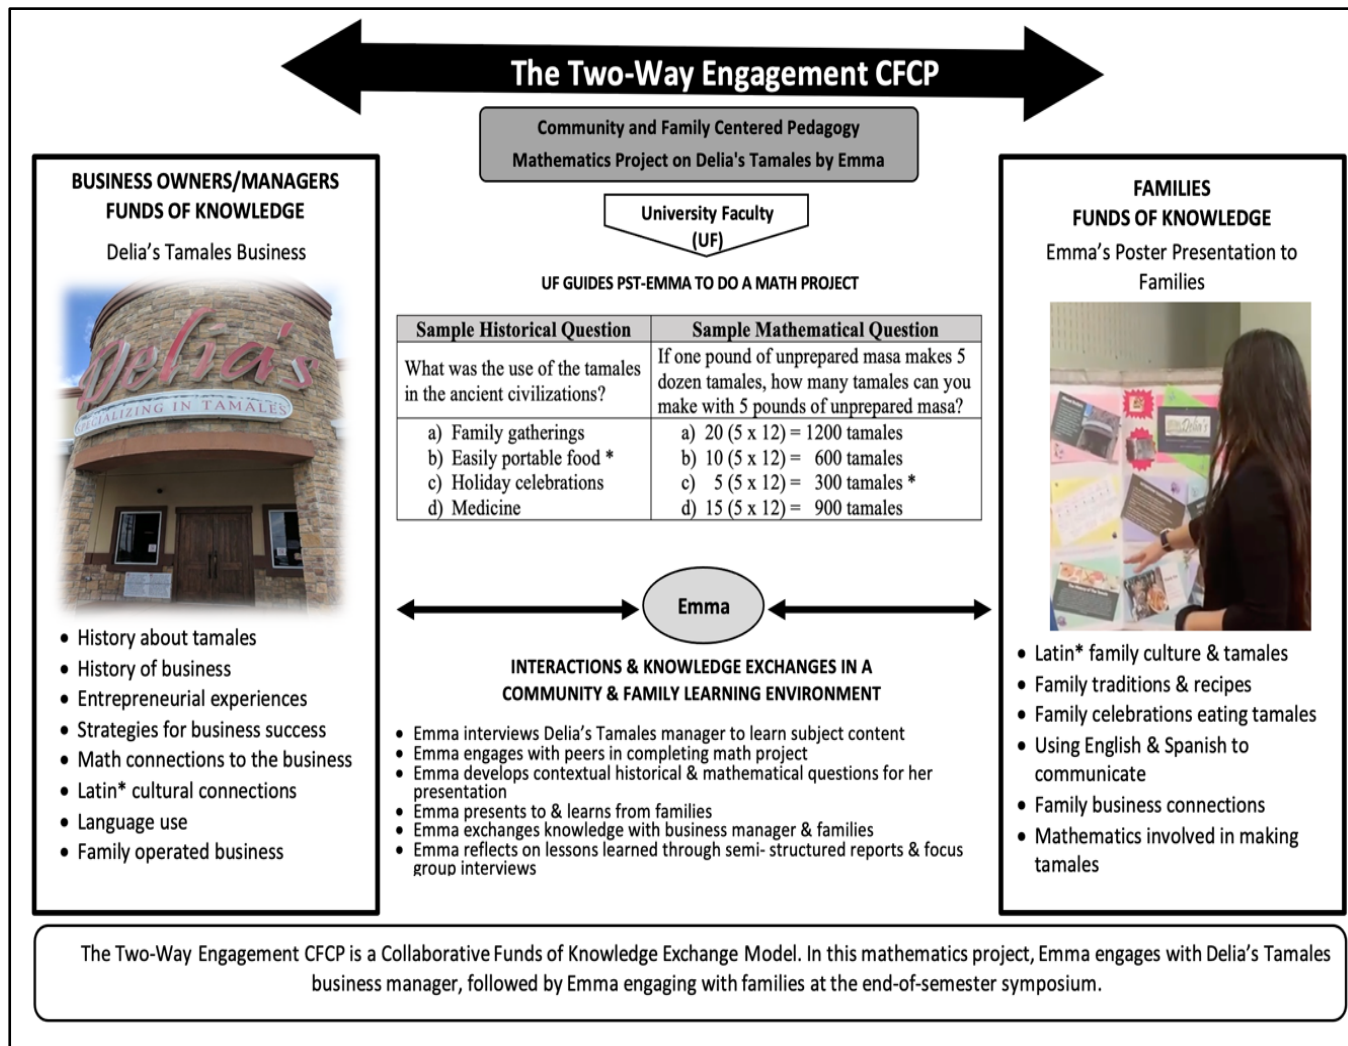 The Two-Way Engagement CFCP
Community and Family Centered Pedagogy
Mathematics Project on Delia's Tamales by Emma
BUSINESS OWNERS/MANAGERS
FUNDS OF KNOWLEDGE
Delia's Tamales Business
Delia's
SPECIALIZING IN TAMALES
• History about tamales
• History of business
• Entrepreneurial experiences
• Strategies for business success
• Math connections to the business
• Latin* cultural connections
• Language use
• Family operated business
University Faculty
(UF)
UF GUIDES PST-EMMA TO DO A MATH PROJECT
Sample Historical Question
What was the use of the tamales
in the ancient civilizations?
a) Family gatherings
b) Easily portable food *
c) Holiday celebrations
d) Medicine
Sample Mathematical Question
If one pound of unprepared masa makes 5
dozen tamales, how many tamales can you
make with 5 pounds of unprepared masa?
a) 20 (5 x 12) = 1200 tamales
b) 10 (5 x 12) = 600 tamales
c) 5 (5 x 12) = 300 tamales *
d) 15 (5 x 12) = 900 tamales
Emma
INTERACTIONS & KNOWLEDGE EXCHANGES IN A
COMMUNITY & FAMILY LEARNING ENVIRONMENT
• Emma interviews Delia's Tamales manager to learn subject content
• Emma engages with peers in completing math project
• Emma develops contextual historical & mathematical questions for her
presentation
• Emma presents to & learns from families
• Emma exchanges knowledge with business manager & families
• Emma reflects on lessons learned through semi- structured reports & focus
group interviews
FAMILIES
FUNDS OF KNOWLEDGE
Emma's Poster Presentation to
Families
Delia's
• Latin* family culture & tamales
• Family traditions & recipes
• Family celebrations eating tamales
• Using English & Spanish to
communicate
• Family business connections
• Mathematics involved in making
tamales
The Two-Way Engagement CFCP is a Collaborative Funds of Knowledge Exchange Model. In this mathematics project, Emma engages with Delia's Tamales
business manager, followed by Emma engaging with families at the end-of-semester symposium.